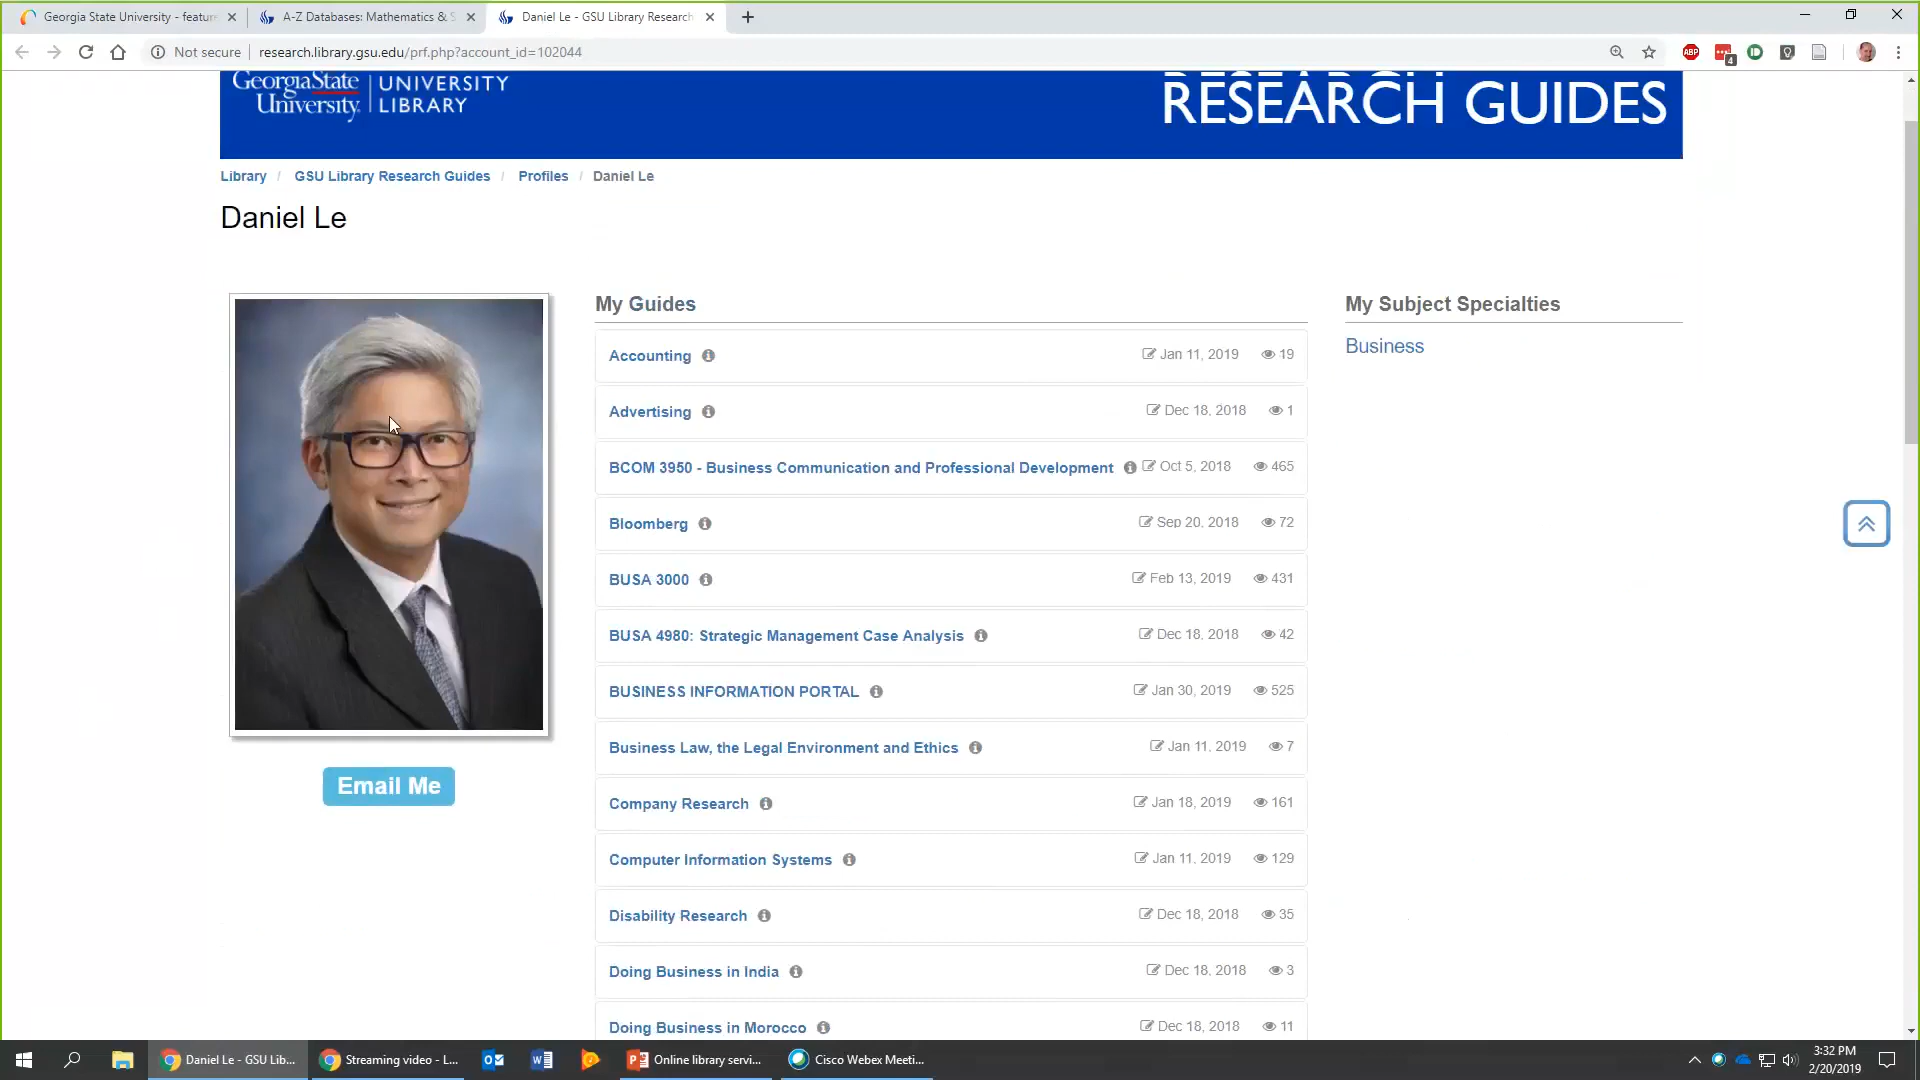 Georgia State University - featur
A-Z Databases: Mathematics & S
Daniel Le - GSU Library Research
Not secure
research.library.gsu.edu/prf.php?account_id=102044
ABP
4
GeorgiaState University
UNIVERSITY LIBRARY
RESEARCH GUIDES
Library / GSU Library Research Guides / Profiles / Daniel Le
Daniel Le
My Guides
Accounting Jan 11, 2019 19
Advertising Dec 18, 2018 1
BCOM 3950 - Business Communication and Professional Development Oct 5, 2018 465
Bloomberg Sep 20, 2018 72
BUSA 3000 Feb 13, 2019 431
BUSA 4980: Strategic Management Case Analysis Dec 18, 2018 42
BUSINESS INFORMATION PORTAL Jan 30, 2019 525
Business Law, the Legal Environment and Ethics Jan 11, 2019 7
Company Research Jan 18, 2019 161
Computer Information Systems Jan 11, 2019 129
Disability Research Dec 18, 2018 35
Doing Business in India Dec 18, 2018 3
Doing Business in Morocco Dec 18, 2018 11
My Subject Specialties
Business
Email Me
Daniel Le - GSU Lib...
Streaming video - L...
Online library servi...
Cisco Webex Meeti...
3:32 PM
2/20/2019